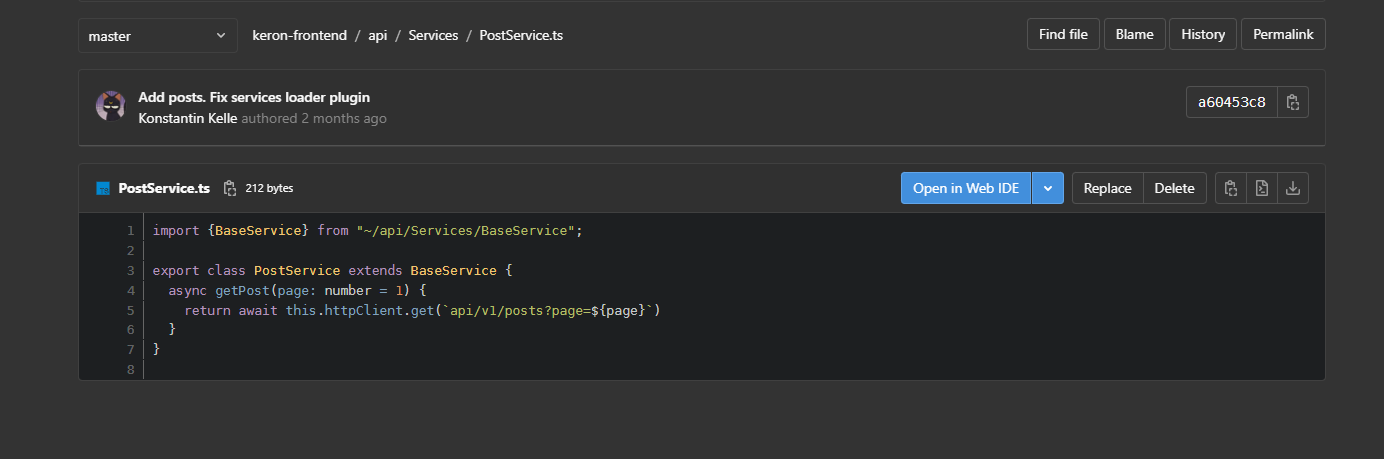 master keron-frontend / api / Services / PostService.ts Find file Blame History Permalink
Add posts. Fix services loader plugin
Konstantin Kelle authored 2 months ago
a60453c8
PostService.ts 212 bytes Open in Web IDE Replace Delete
1 import {BaseService} from "~/api/Services/BaseService";
2
3 export class PostService extends BaseService {
4   async getPost(page: number = 1) {
5     return await this.httpClient.get(`api/v1/posts?page=${page}`)
6   }
7 }
8